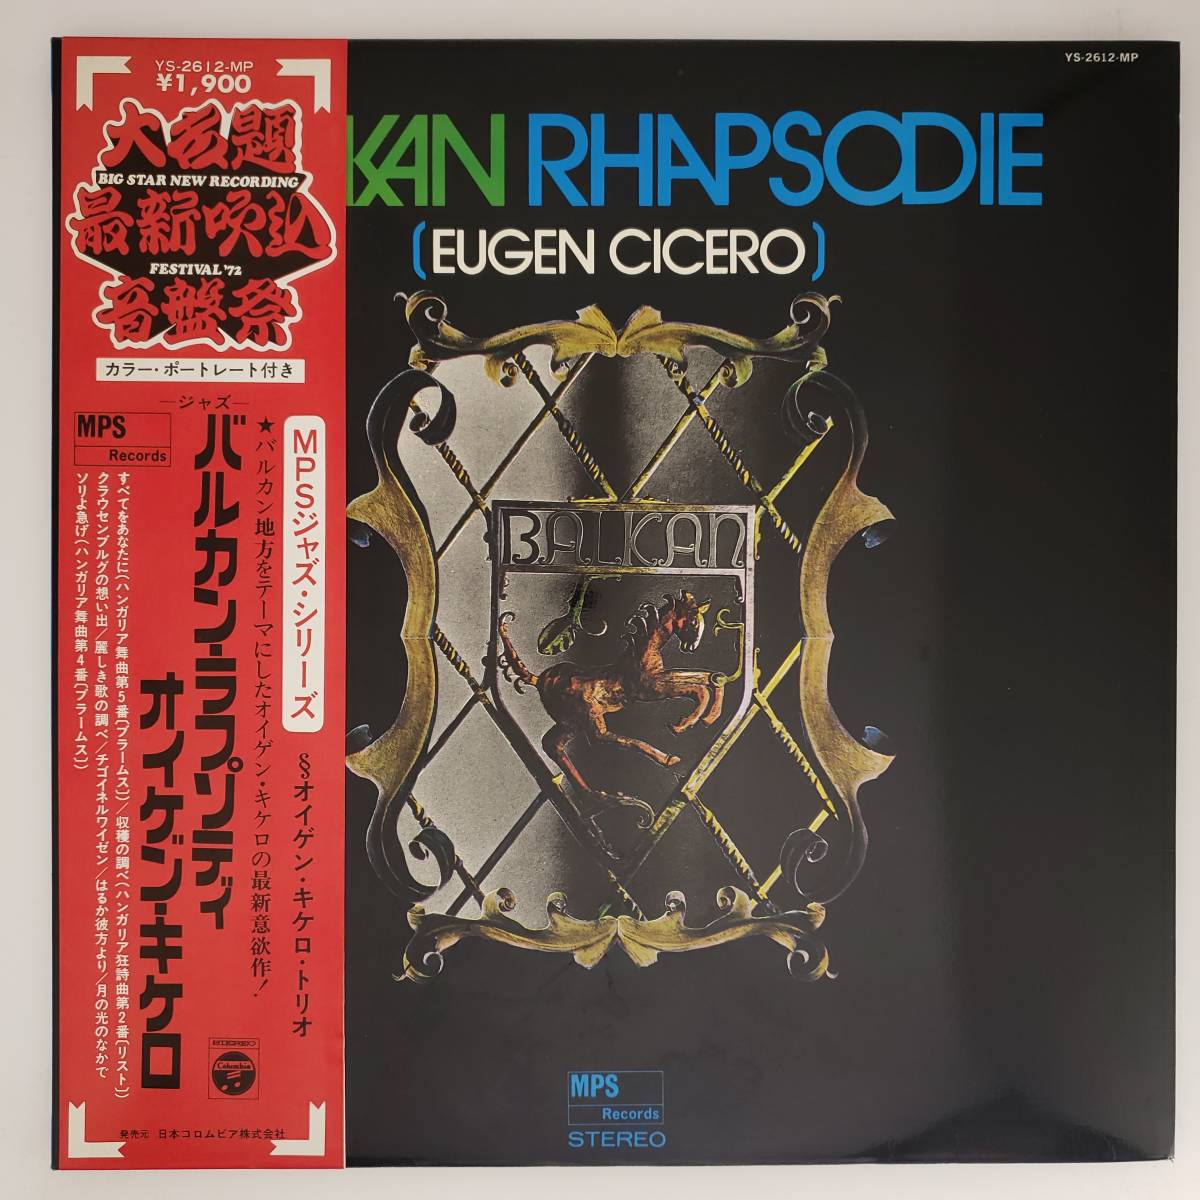 YS-2612-MP
¥1,900
大話題
BIG STAR NEW RECORDING
最新吹込
FESTIVAL '72
音盤祭
カラー・ポートレート付き
MPSジャズ・シリーズ
§オイゲン・キケロ・トリオ
★バルカン地方をテーマにしたオイゲン・キケロの最新意欲作!
―ジャズ―
バルカン・ラプソディ
オイゲン・キケロ
MPS
Records
すべてをあなたに(ハンガリア舞曲第5番〔ブラームス〕)/収穫の調べ(ハンガリア狂詩曲第2番〔リスト〕)
クラウセンブルグの想い出/麗しき歌の調べ/チゴイネルワイゼン/はるか彼方より/月の光のなかで
ソリよ急げ(ハンガリア舞曲第4番〔ブラームス〕)
STEREO
Columbia
発売元 日本コロムビア株式会社
YS-2612-MP
KAN RHAPSODIE
(EUGEN CICERO)
BALKAN
MPS
Records
STEREO